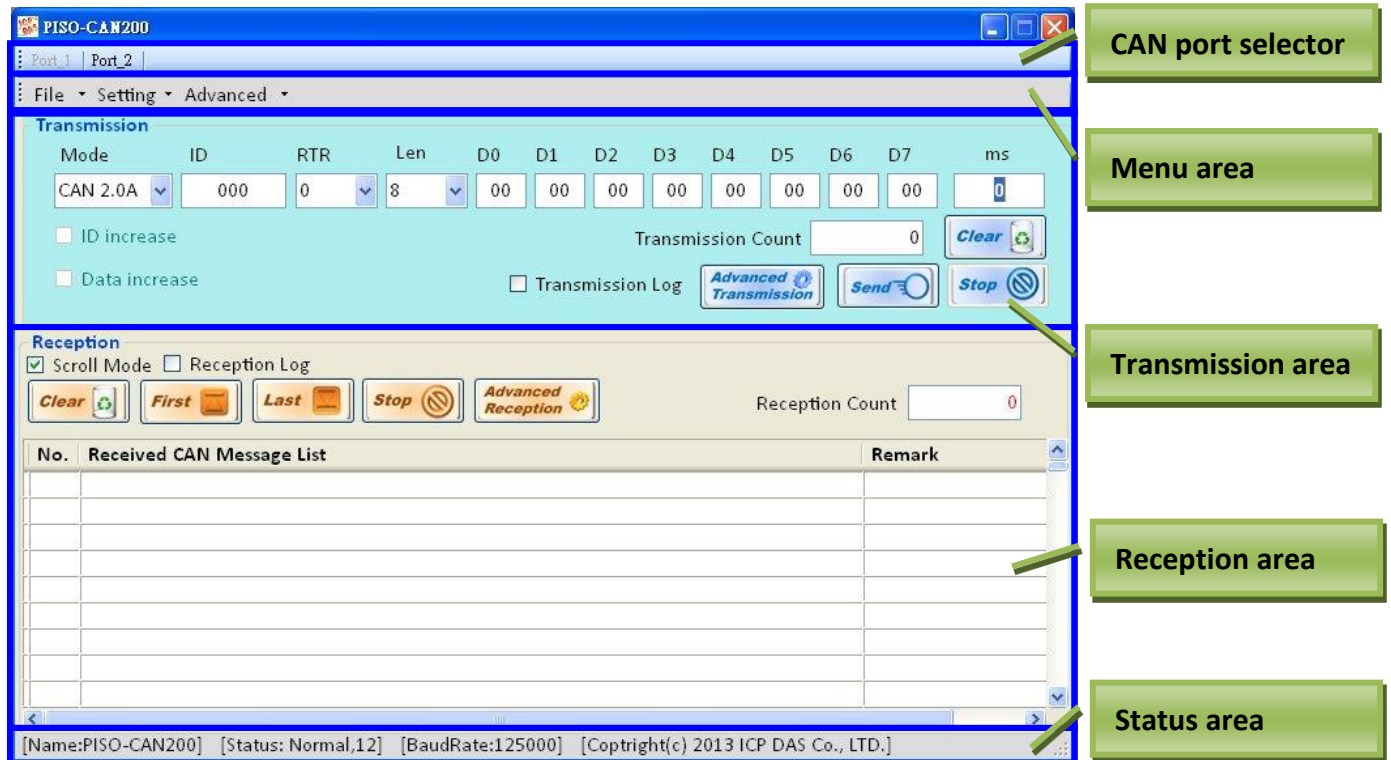 PISO-CAN200
CAN port selector
Port_1 Port_2
File Setting Advanced
Menu area
Transmission
Mode ID RTR Len D0 D1 D2 D3 D4 D5 D6 D7 ms
CAN 2.0A 000 0 8 00 00 00 00 00 00 00 00 0
ID increase Transmission Count 0 Clear
Data increase Transmission Log Advanced Transmission Send Stop
Transmission area
Reception
Scroll Mode Reception Log
Clear First Last Stop Advanced Reception Reception Count 0
No. Received CAN Message List Remark
Reception area
Status area
[Name:PISO-CAN200] [Status: Normal,12] [BaudRate:125000] [Coptright(c) 2013 ICP DAS Co., LTD.]